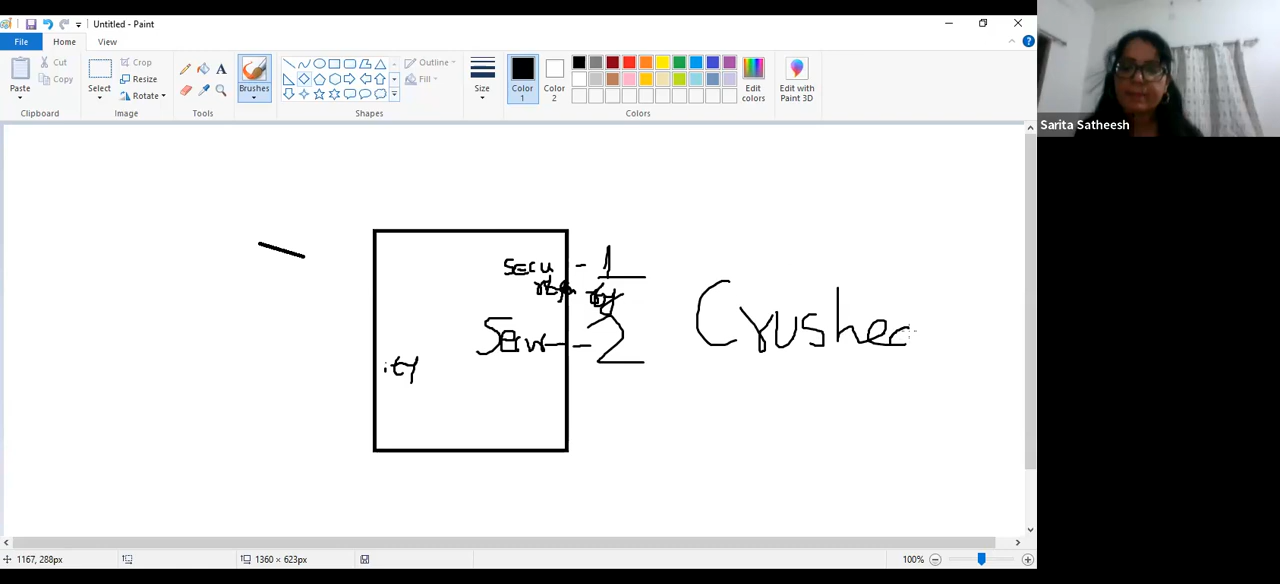 Untitled - Paint
File Home View
Paste
Cut
Copy
Clipboard
Select
Crop
Resize
Rotate
Image
Tools
Brushes
Outline
Fill
Shapes
Size
Color 1
Color 2
Edit colors
Edit with Paint 3D
Colors
Sarita Satheesh
Secu - 1
Secu - 2
ity
Crushed
1167, 288px
1360 × 623px
100%